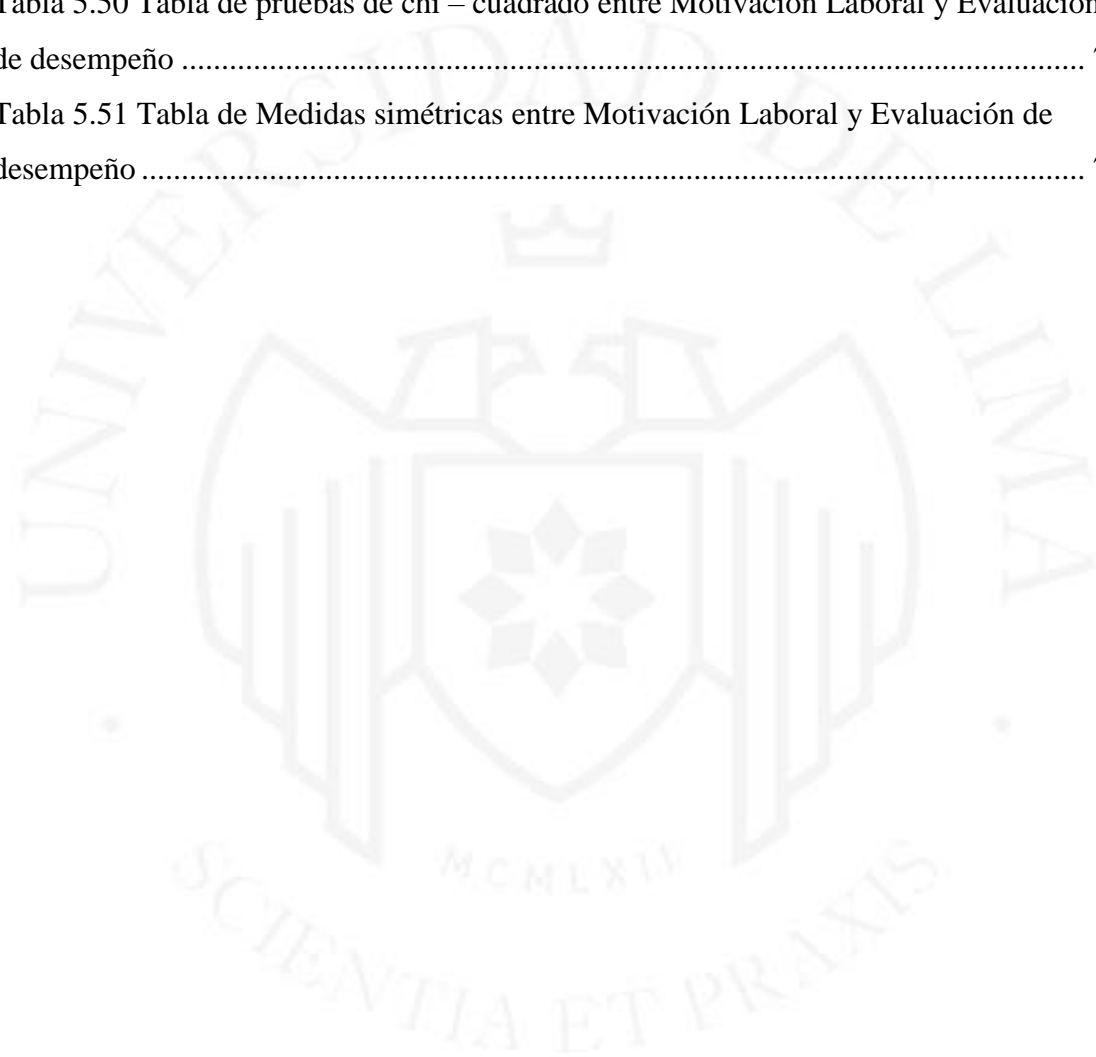 Tabla 5.50 Tabla de pruebas de chi – cuadrado entre Motivación Laboral y Evaluación
de desempeño ..................................................................................................................
Tabla 5.51 Tabla de Medidas simétricas entre Motivación Laboral y Evaluación de
desempeño .......................................................................................................................
UNIVERSIDAD DE LIMA
MCMLXII
SCIENTIA ET PRAXIS